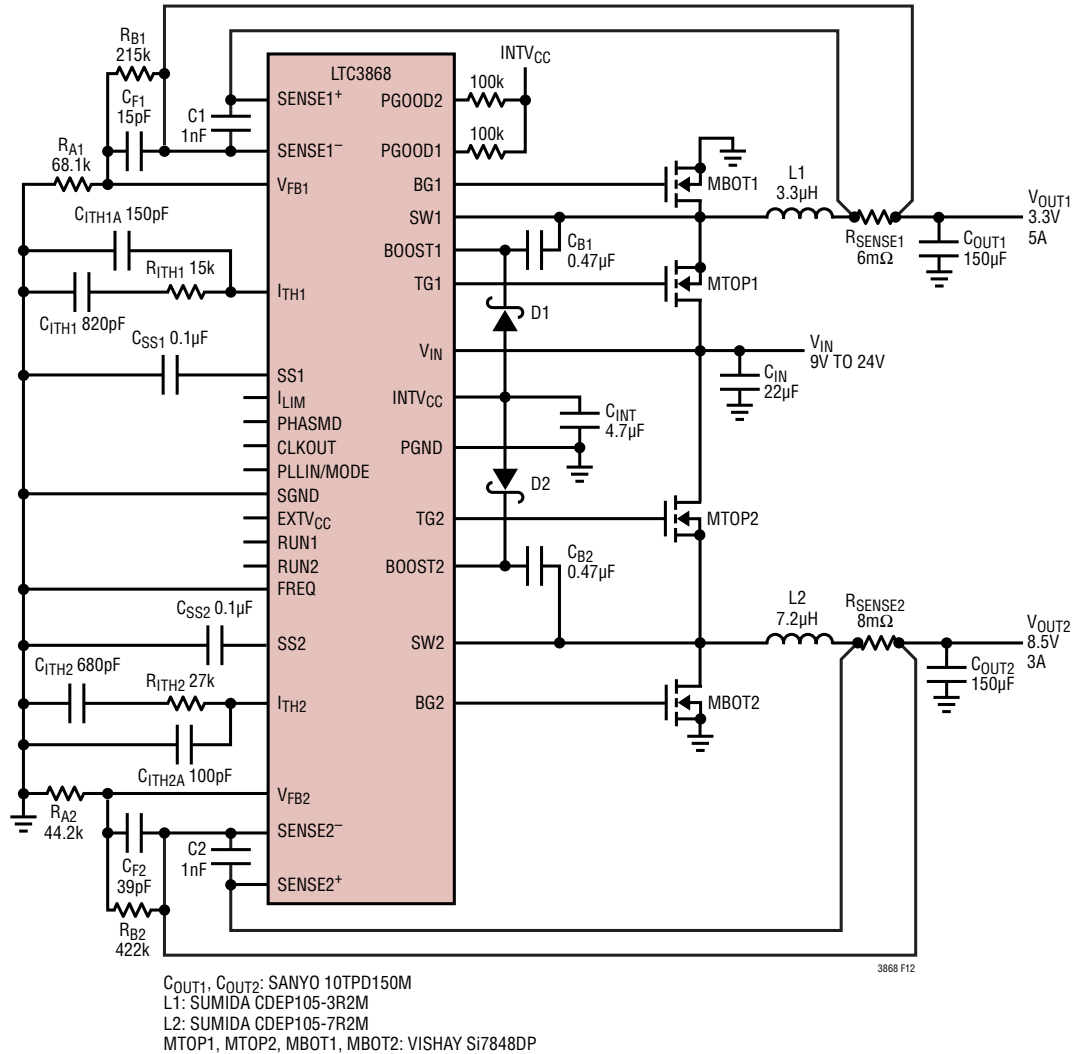 RB1
215k
CF1
15pF
RA1
68.1k
C1
1nF
CITH1A 150pF
RITH1 15k
CITH1 820pF
CSS1 0.1µF
CSS2 0.1µF
CITH2 680pF
RITH2 27k
CITH2A 100pF
RA2
44.2k
CF2
39pF
RB2
422k
C2
1nF
LTC3868
SENSE1+
SENSE1–
VFB1
ITH1
SS1
ILIM
PHASMD
CLKOUT
PLLIN/MODE
SGND
EXTVCC
RUN1
RUN2
FREQ
SS2
ITH2
VFB2
SENSE2–
SENSE2+
PGOOD2
PGOOD1
BG1
SW1
BOOST1
TG1
VIN
INTVCC
PGND
TG2
BOOST2
SW2
BG2
INTVCC
100k
100k
MBOT1
L1
3.3µH
CB1
0.47µF
MTOP1
D1
RSENSE1
6mΩ
COUT1
150µF
VOUT1
3.3V
5A
VIN
9V TO 24V
CIN
22µF
CINT
4.7µF
D2
MTOP2
CB2
0.47µF
L2
7.2µH
RSENSE2
8mΩ
VOUT2
8.5V
3A
COUT2
150µF
MBOT2
3868 F12
COUT1, COUT2: SANYO 10TPD150M
L1: SUMIDA CDEP105-3R2M
L2: SUMIDA CDEP105-7R2M
MTOP1, MTOP2, MBOT1, MBOT2: VISHAY Si7848DP